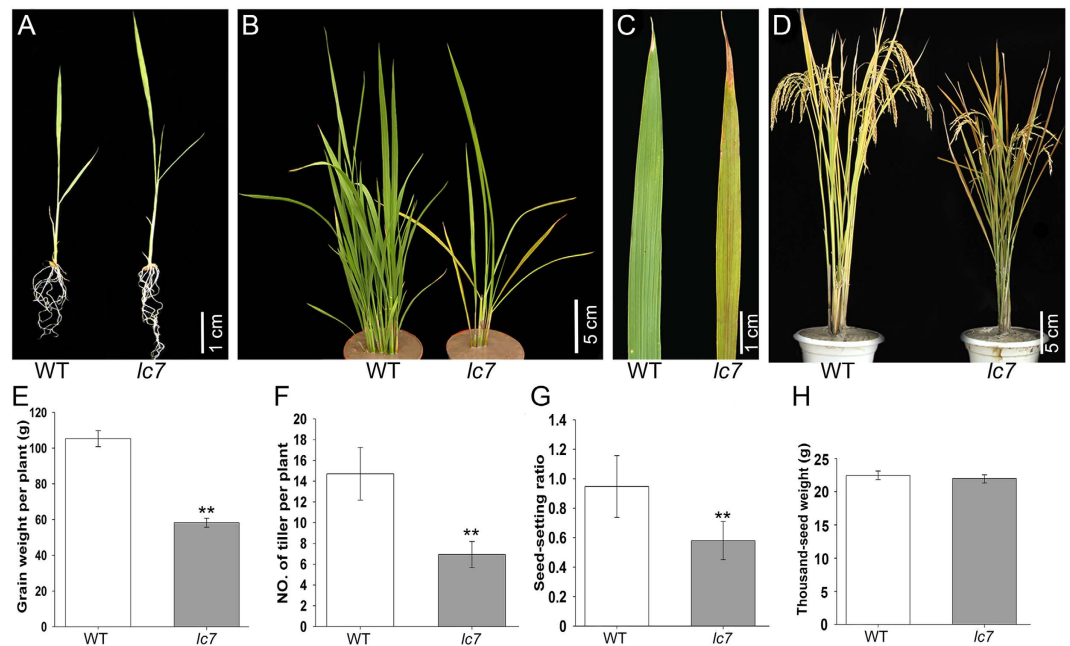 A
B
C
D
1 cm
5 cm
1 cm
5 cm
WT
lc7
WT
lc7
WT
lc7
WT
lc7
E
Grain weight per plant (g)
120
100
80
60
40
20
0
**
WT
lc7
F
NO. of tiller per plant
20
18
16
14
12
10
8
6
4
2
0
**
WT
lc7
G
Seed-setting ratio
1.4
1.2
1.0
0.8
0.6
0.4
0.2
0
**
WT
lc7
H
Thousand-seed weight (g)
25
20
15
10
5
0
WT
lc7